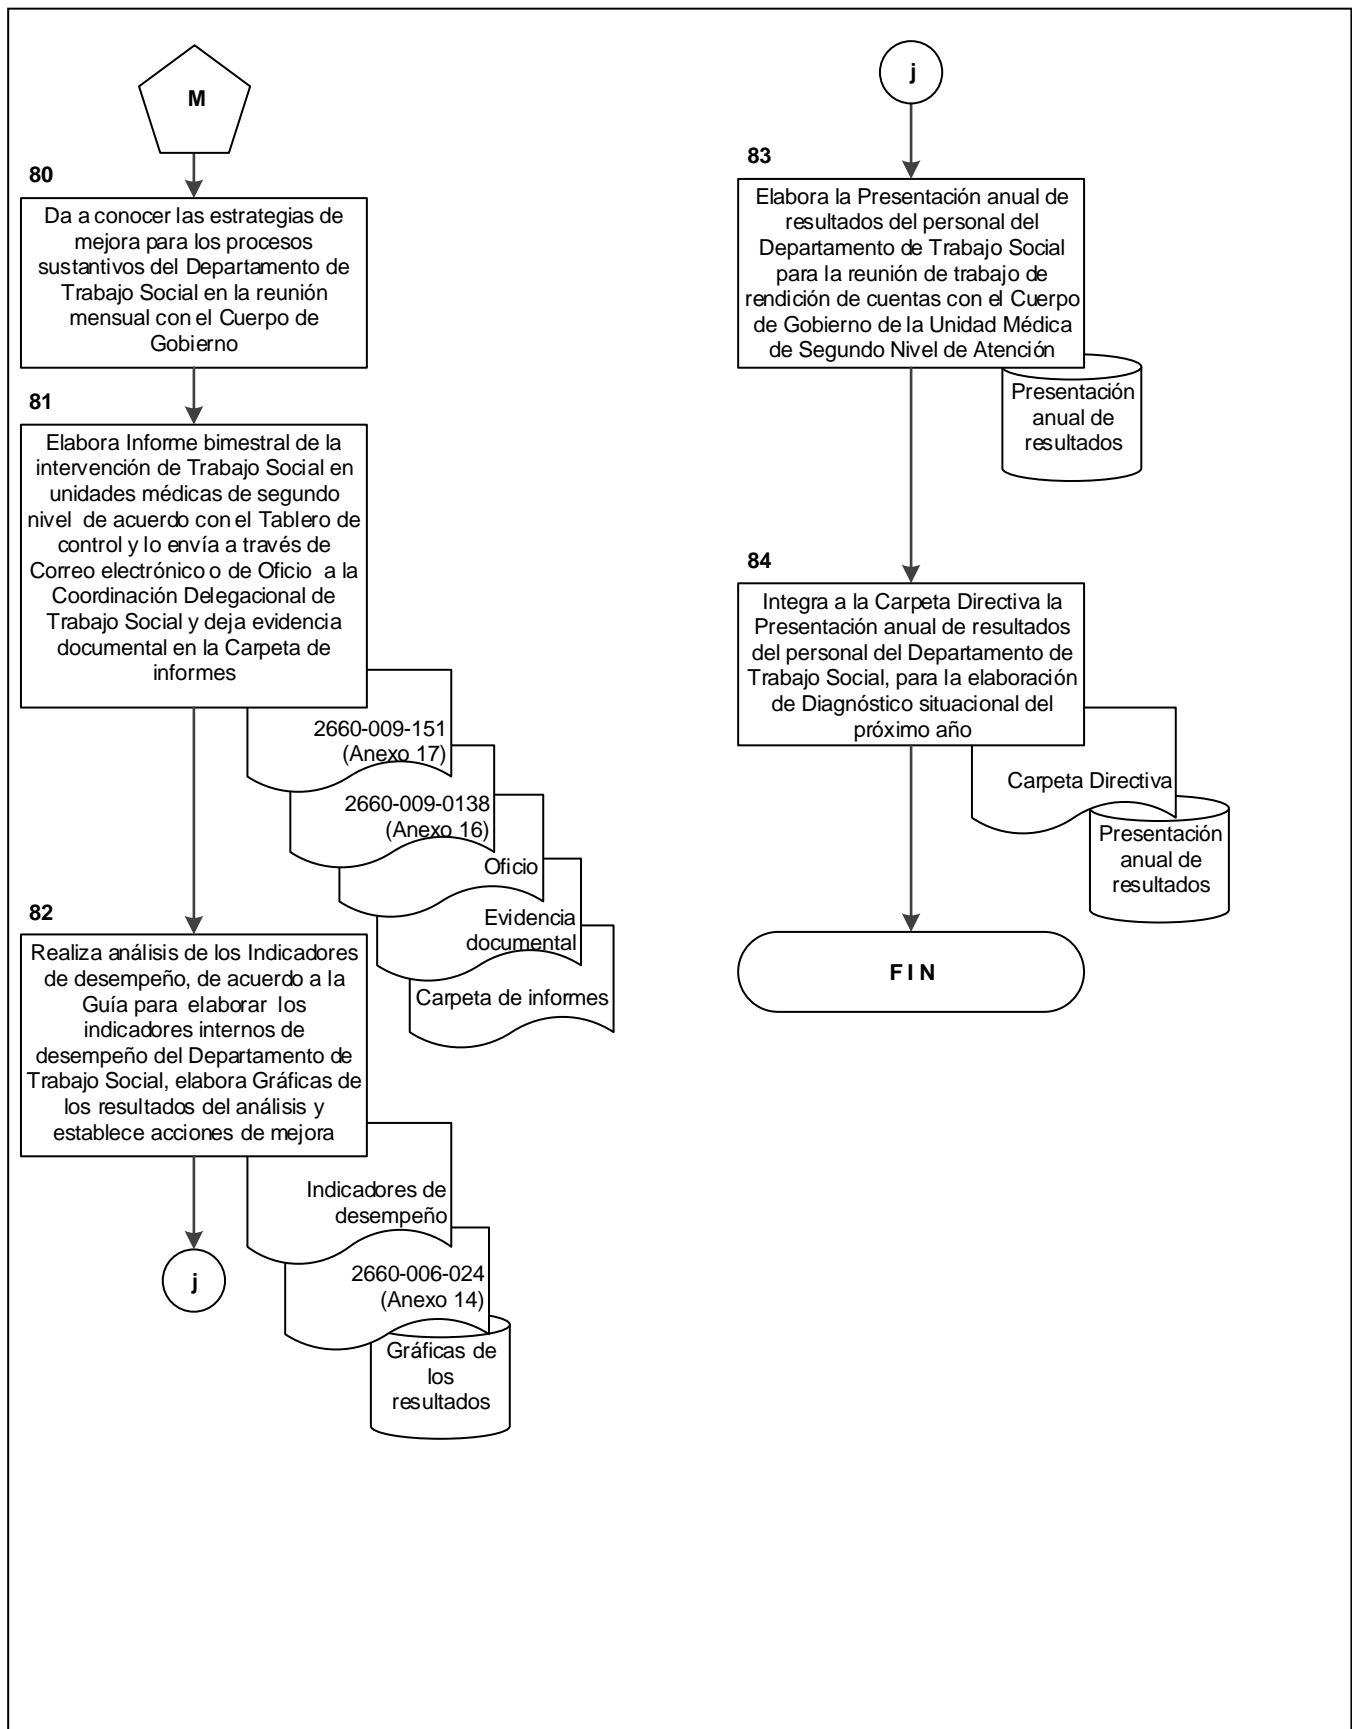 M
80
Da a conocer las estrategias de
mejora para los procesos
sustantivos del Departamento de
Trabajo Social en la reunión
mensual con el Cuerpo de
Gobierno
81
Elabora Informe bimestral de la
intervención de Trabajo Social en
unidades médicas de segundo
nivel de acuerdo con el Tablero de
control y lo envía a través de
Correo electrónico o de Oficio a la
Coordinación Delegacional de
Trabajo Social y deja evidencia
documental en la Carpeta de
informes
2660-009-151
(Anexo 17)
2660-009-0138
(Anexo 16)
Oficio
Evidencia
documental
Carpeta de informes
82
Realiza análisis de los Indicadores
de desempeño, de acuerdo a la
Guía para elaborar los
indicadores internos de
desempeño del Departamento de
Trabajo Social, elabora Gráficas de
los resultados del análisis y
establece acciones de mejora
Indicadores de
desempeño
2660-006-024
(Anexo 14)
Gráficas de
los
resultados
j
j
83
Elabora la Presentación anual de
resultados del personal del
Departamento de Trabajo Social
para la reunión de trabajo de
rendición de cuentas con el Cuerpo
de Gobierno de la Unidad Médica
de Segundo Nivel de Atención
Presentación
anual de
resultados
84
Integra a la Carpeta Directiva la
Presentación anual de resultados
del personal del Departamento de
Trabajo Social, para la elaboración
de Diagnóstico situacional del
próximo año
Carpeta Directiva
Presentación
anual de
resultados
FIN